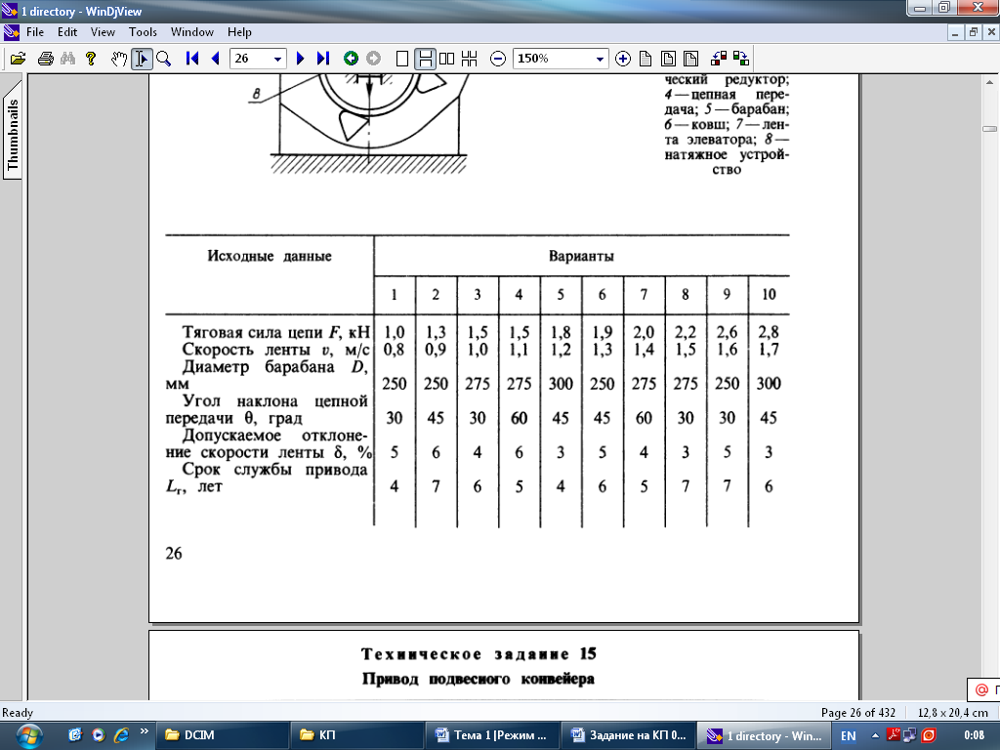 1 directory - WinDjView
File Edit View Tools Window Help
26 150%
Thumbnails
8
ческий редуктор;
4 — цепная пере-
дача; 5 — барабан;
6 — ковш; 7 — лен-
та элеватора; 8 —
натяжное устрой-
ство
Исходные данные Варианты
1 2 3 4 5 6 7 8 9 10
Тяговая сила цепи F, кН 1,0 1,3 1,5 1,5 1,8 1,9 2,0 2,2 2,6 2,8
Скорость ленты v, м/с 0,8 0,9 1,0 1,1 1,2 1,3 1,4 1,5 1,6 1,7
Диаметр барабана D,
мм 250 250 275 275 300 250 275 275 250 300
Угол наклона цепной
передачи θ, град 30 45 30 60 45 45 60 30 30 45
Допускаемое отклоне-
ние скорости ленты δ, % 5 6 4 6 3 5 4 3 5 3
Срок службы привода
Lг, лет 4 7 6 5 4 6 5 7 7 6
26
Техническое задание 15
Привод подвесного конвейера
Ready Page 26 of 432 12,8 x 20,4 cm
DCIM КП Тема 1 |Режим ... Задание на КП 0... 1 directory - Win... EN 0:08